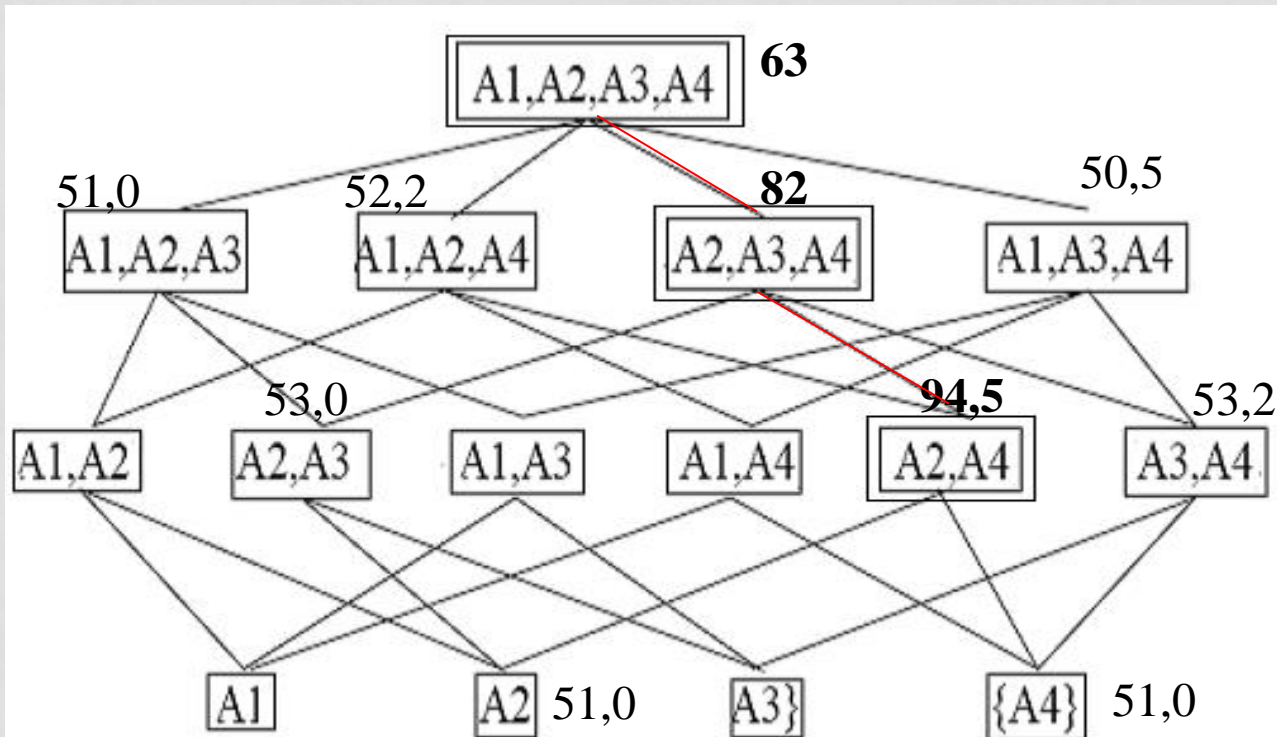 A1,A2,A3,A4 63
51,0 52,2 82 50,5
A1,A2,A3 A1,A2,A4 A2,A3,A4 A1,A3,A4
53,0 94,5 53,2
A1,A2 A2,A3 A1,A3 A1,A4 A2,A4 A3,A4
A1 A2 51,0 A3} {A4} 51,0